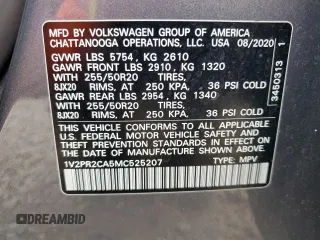 MFD BY VOLKSWAGEN GROUP OF AMERICA
CHATTANOOGA OPERATIONS, LLC. USA 08/2020
GVWR LBS 5754 , KG 2610
GAWR FRONT LBS 2910, KG 1320
WITH 255/50R20 TIRES,
8JX20 RIMS, AT 250 KPA, 36 PSI COLD
GAWR REAR LBS 2954, KG 1340
WITH 255/50R20 TIRES,
8JX20 RIMS, AT 250 KPA, 36 PSI COLD
THIS VEHICLE CONFORMS TO ALL APPLICABLE
U.S. FEDERAL MOTOR VEHICLE SAFETY AND
THEFT PREVENTION STANDARDS IN EFFECT ON
THE DATE OF MANUFACTURE SHOWN ABOVE.
1V2PR2CA5MC525207 TYPE: MPV
3450313 1
CARFAST.EXPRESS